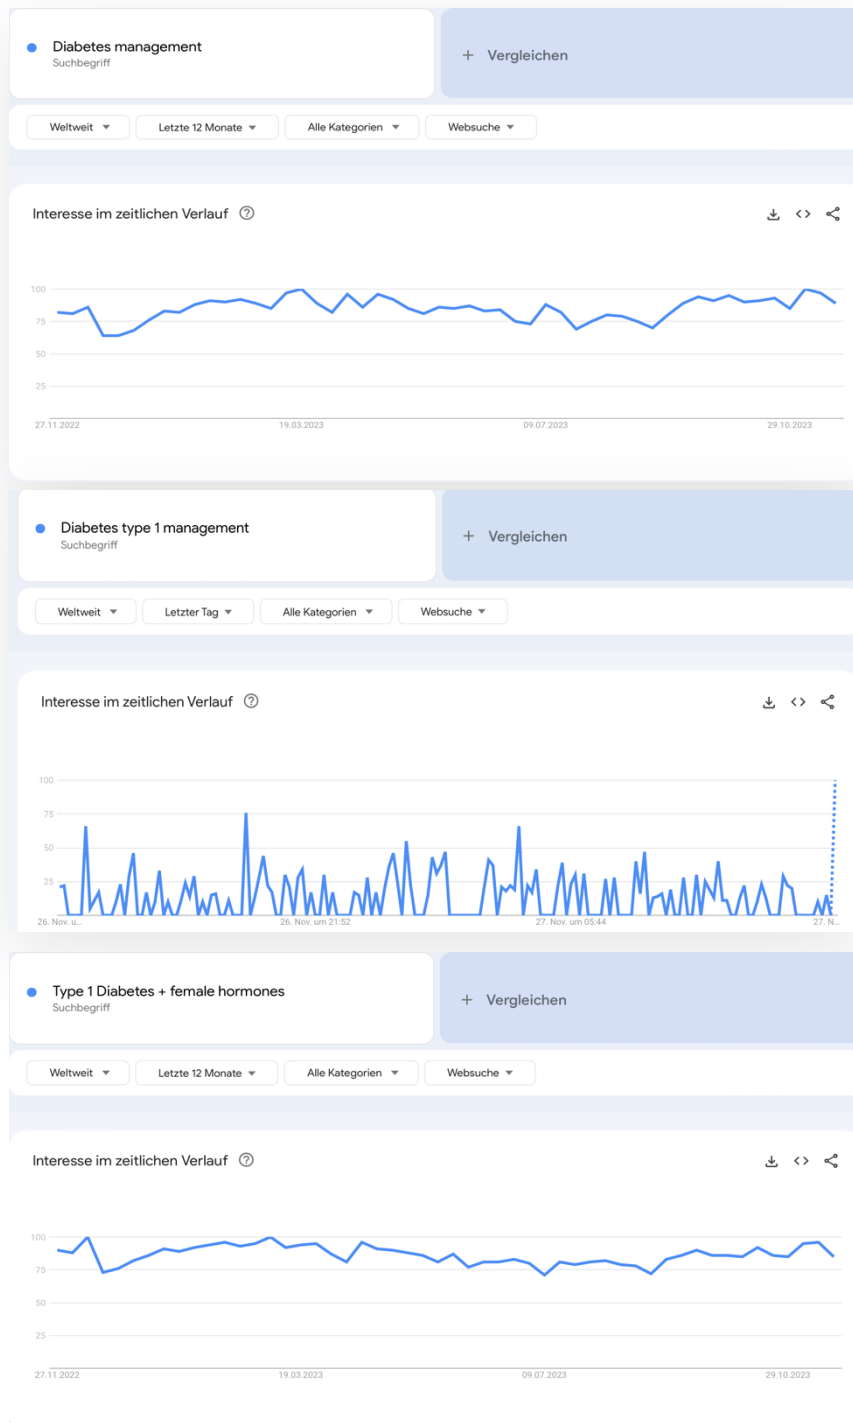 Diabetes management
Suchbegriff
+ Vergleichen
Weltweit Letzte 12 Monate Alle Kategorien Websuche
Interesse im zeitlichen Verlauf
100
75
50
25
27.11.2022 19.03.2023 09.07.2023 29.10.2023
Diabetes type 1 management
Suchbegriff
+ Vergleichen
Weltweit Letzter Tag Alle Kategorien Websuche
Interesse im zeitlichen Verlauf
100
75
50
25
26. Nov. u... 26. Nov. um 21:52 27. Nov. um 05:44 27. N...
Type 1 Diabetes + female hormones
Suchbegriff
+ Vergleichen
Weltweit Letzte 12 Monate Alle Kategorien Websuche
Interesse im zeitlichen Verlauf
100
75
50
25
27.11.2022 19.03.2023 09.07.2023 29.10.2023